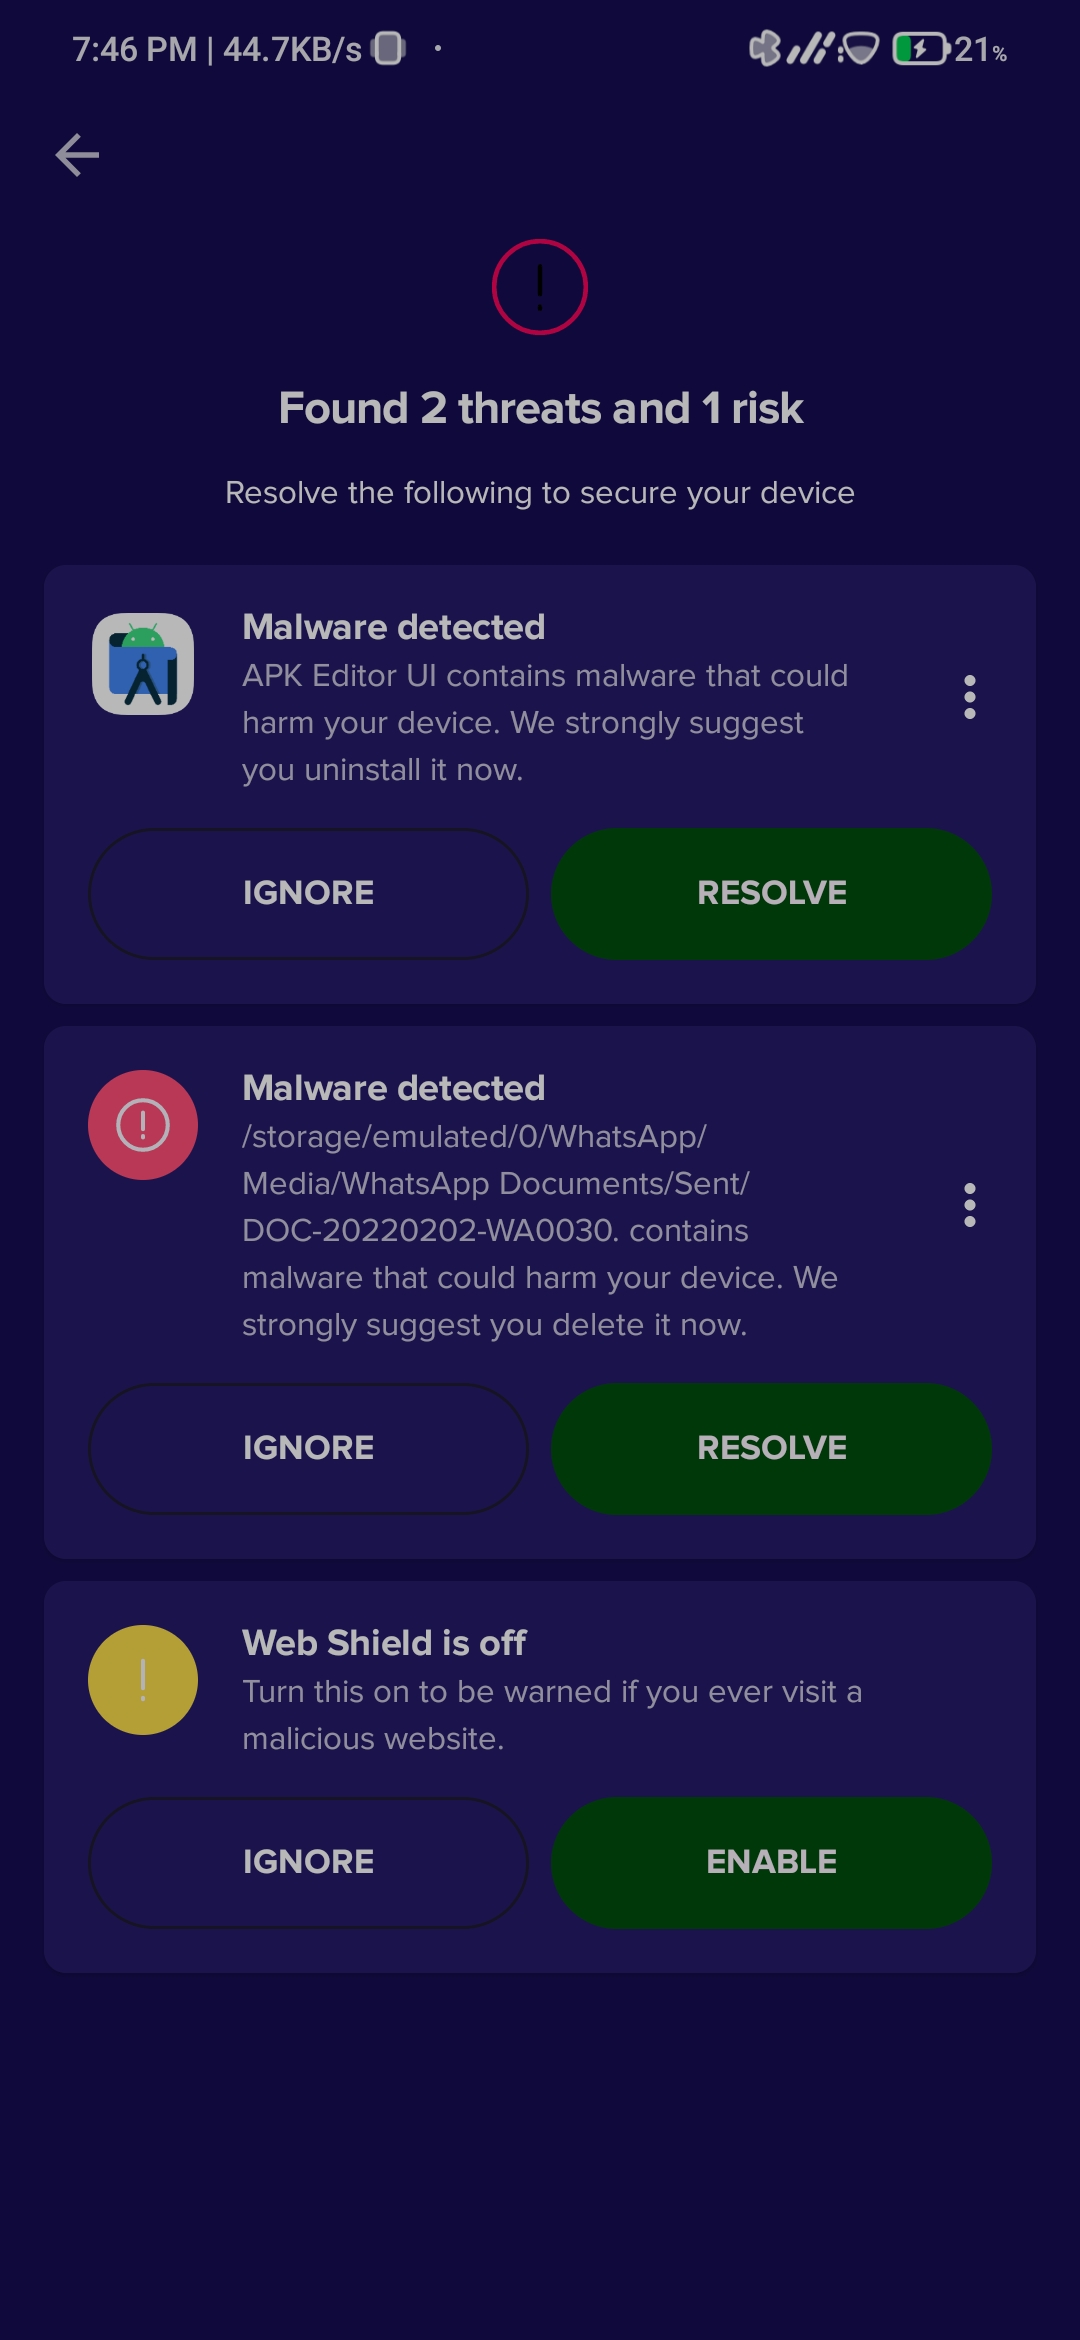 7:46 PM | 44.7KB/s
21%
Found 2 threats and 1 risk
Resolve the following to secure your device
Malware detected
APK Editor UI contains malware that could
harm your device. We strongly suggest
you uninstall it now.
IGNORE
RESOLVE
Malware detected
/storage/emulated/0/WhatsApp/
Media/WhatsApp Documents/Sent/
DOC-20220202-WA0030. contains
malware that could harm your device. We
strongly suggest you delete it now.
IGNORE
RESOLVE
Web Shield is off
Turn this on to be warned if you ever visit a
malicious website.
IGNORE
ENABLE